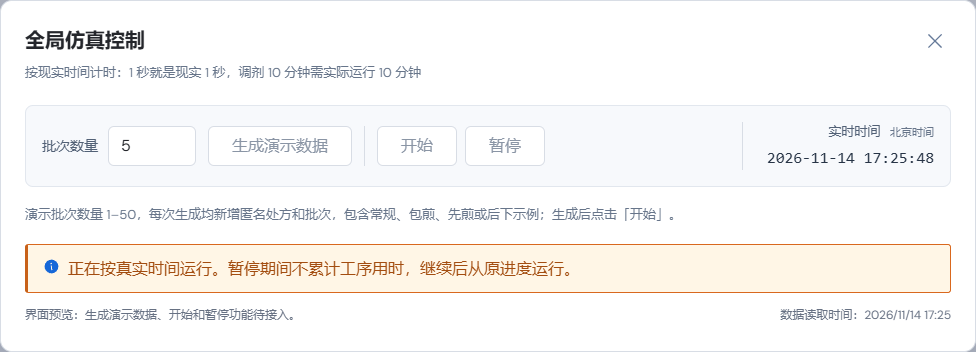 全局仿真控制
按现实时间计时：1 秒就是现实 1 秒，调剂 10 分钟需实际运行 10 分钟
批次数量 5 生成演示数据 开始 暂停
实时时间 北京时间
2026-11-14 17:25:48
演示批次数量 1–50，每次生成均新增匿名处方和批次，包含常规、包煎、先煎或后下示例；生成后点击「开始」。
正在按真实时间运行。暂停期间不累计工序用时，继续后从原进度运行。
界面预览：生成演示数据、开始和暂停功能待接入。
数据读取时间：2026/11/14 17:25